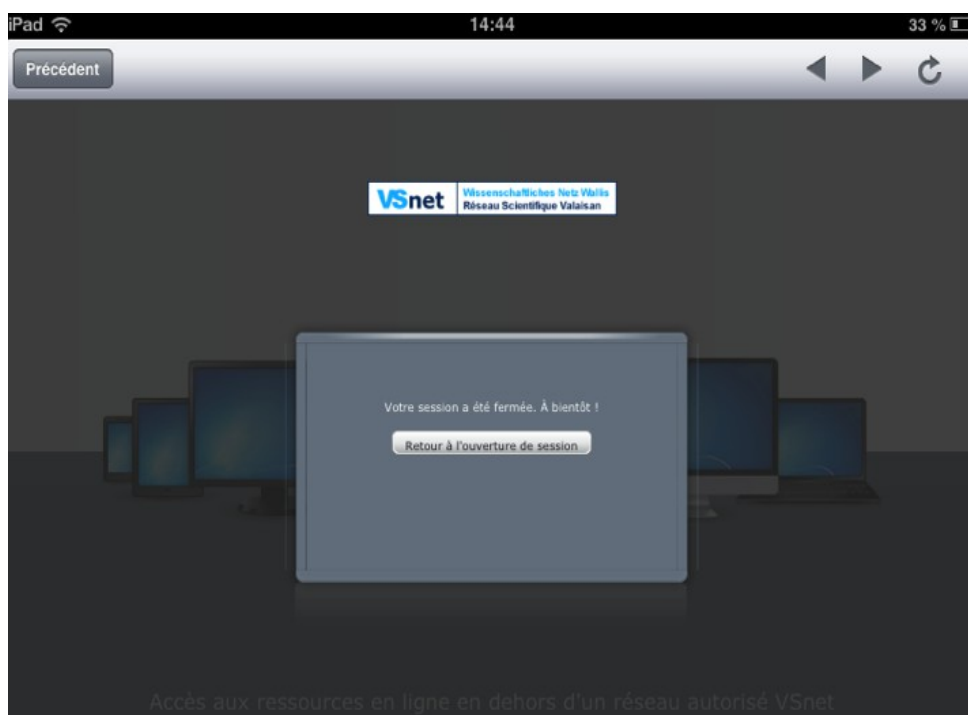 iPad 14:44 33 %
Précédent
VSnet
Wissenschaftliches Netz Wallis
Réseau Scientifique Valaisan
Votre session a été fermée. À bientôt !
Retour à l'ouverture de session
Accès aux ressources en ligne en dehors d'un réseau autorisé VSnet